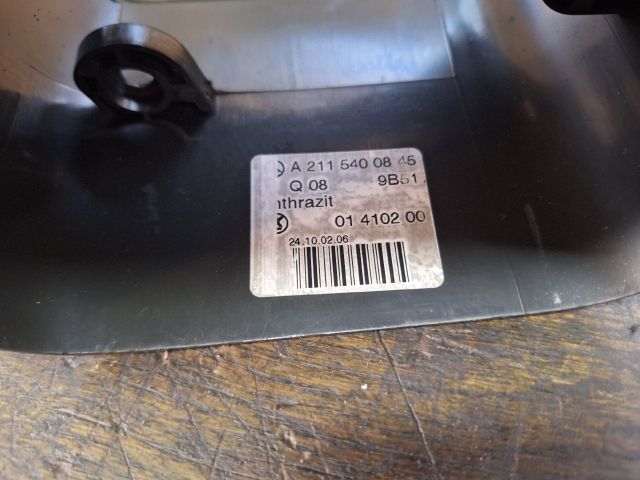 A 211 540 08 45
Q 08 9B51
nthrazit
01 4102 00
24.10.02.06